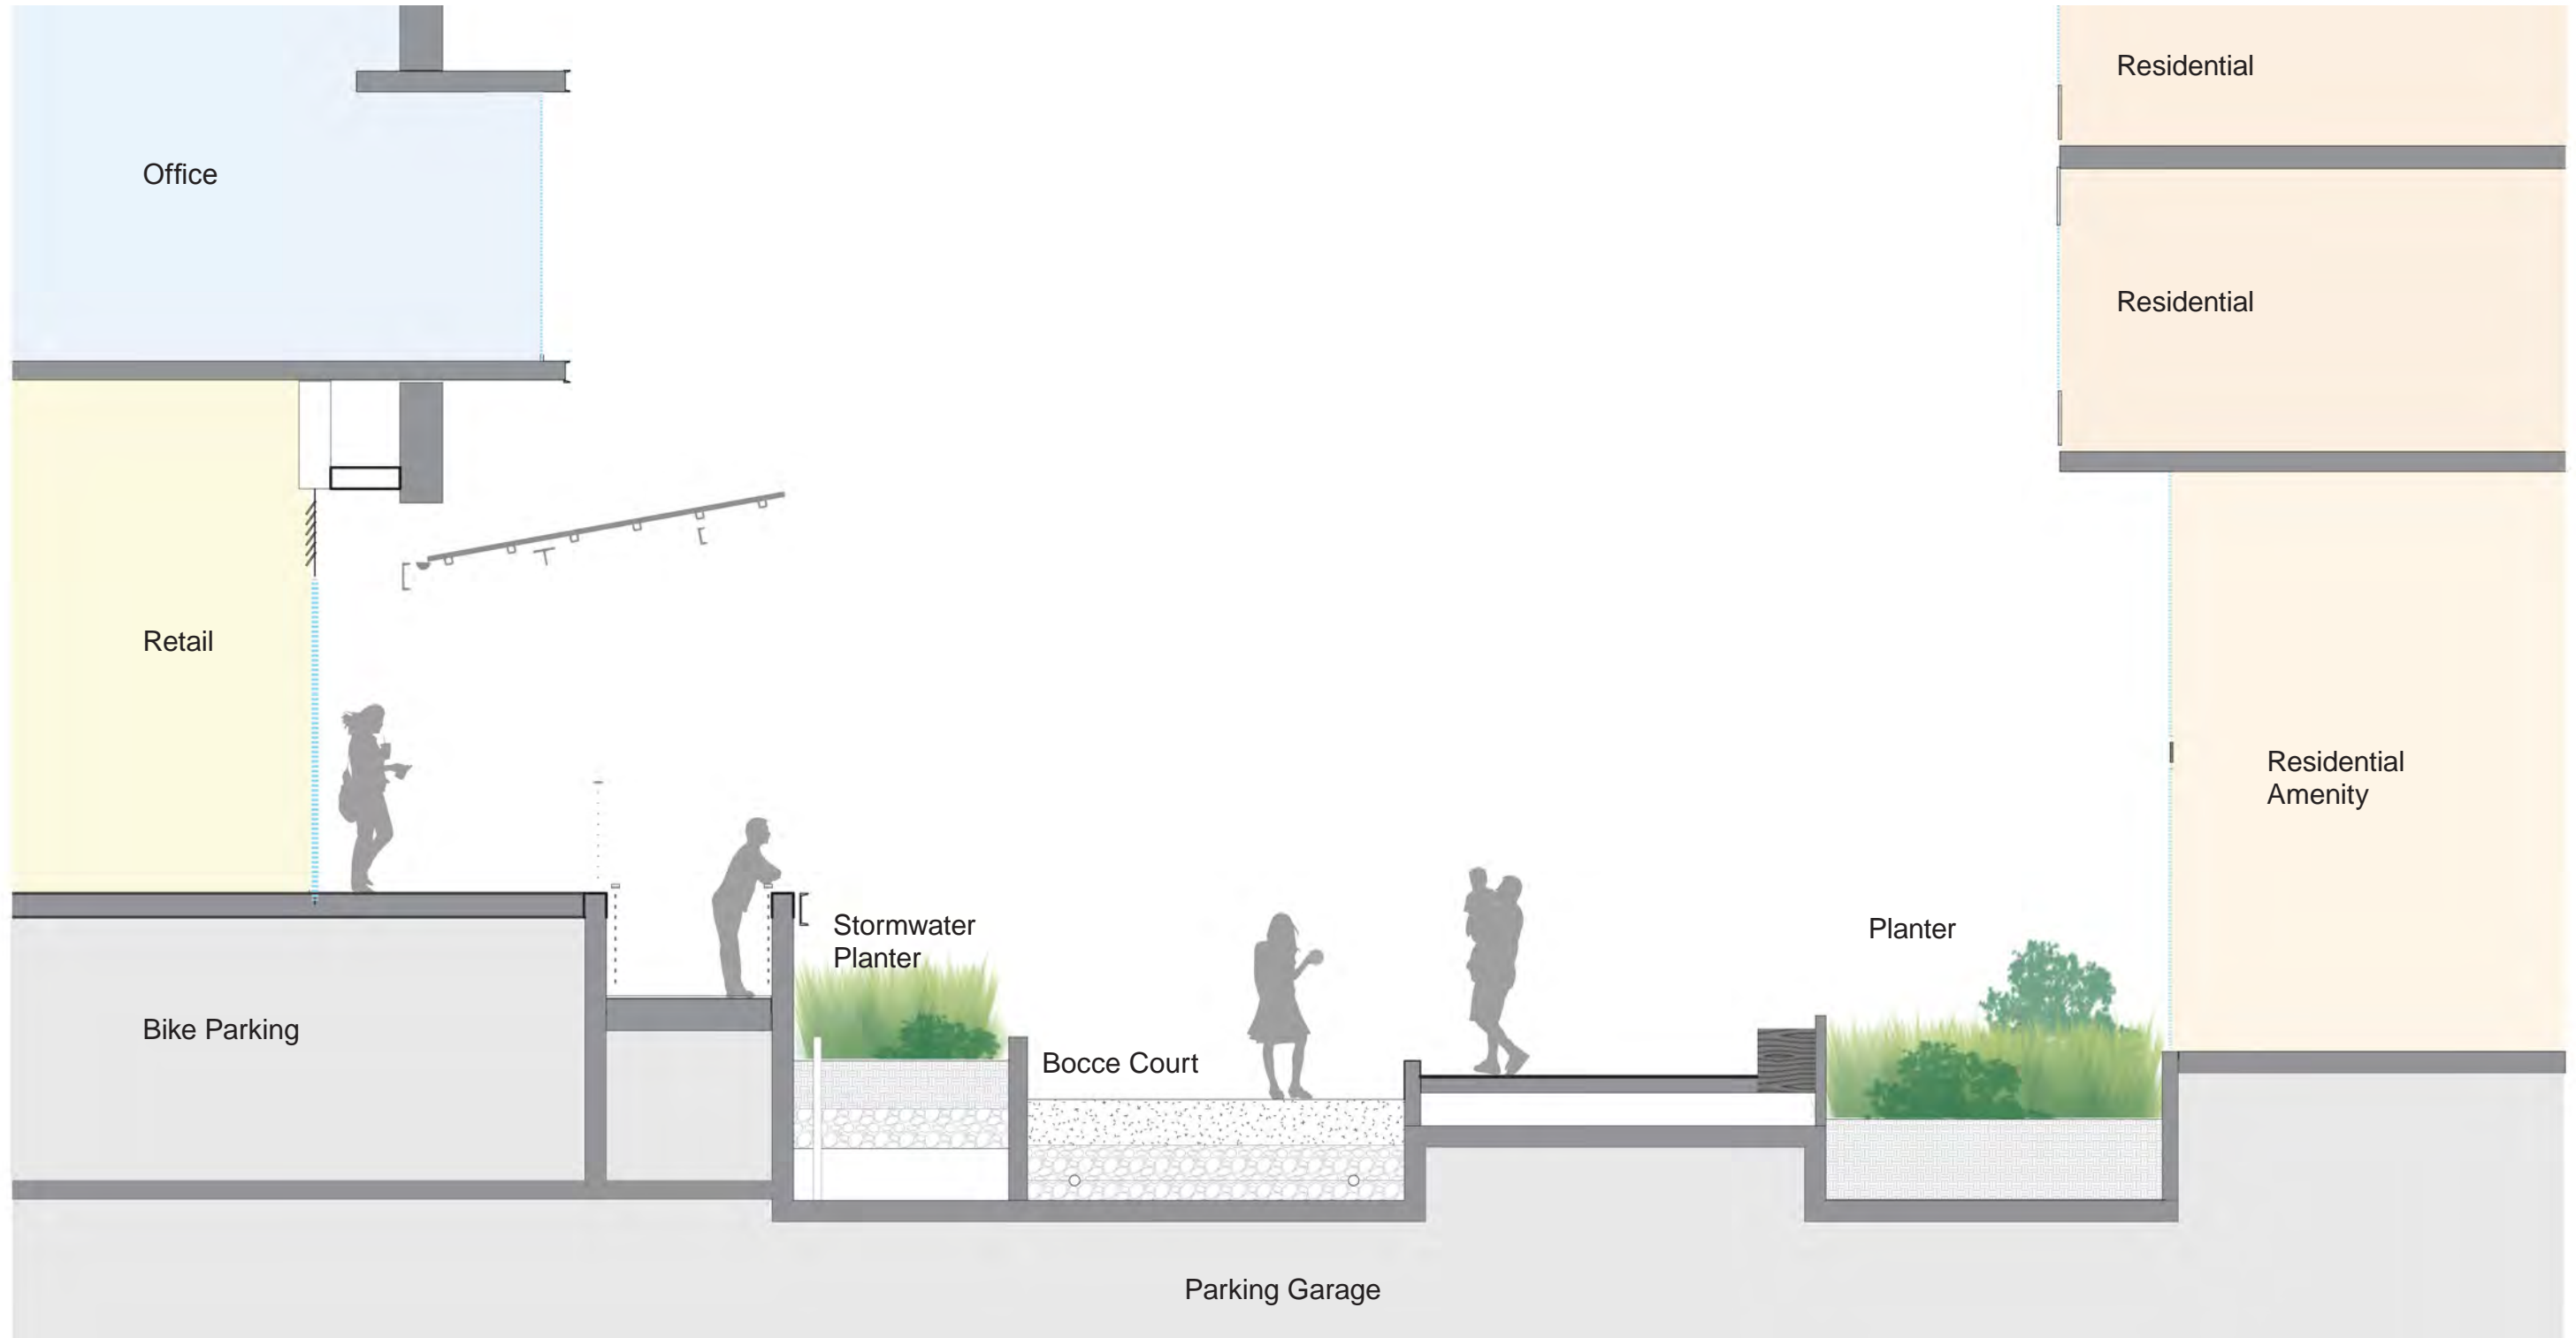 Residential
Office
Residential
Retail
Residential
Amenity
Stormwater
Planter
Planter
Bike Parking
Bocce Court
Parking Garage